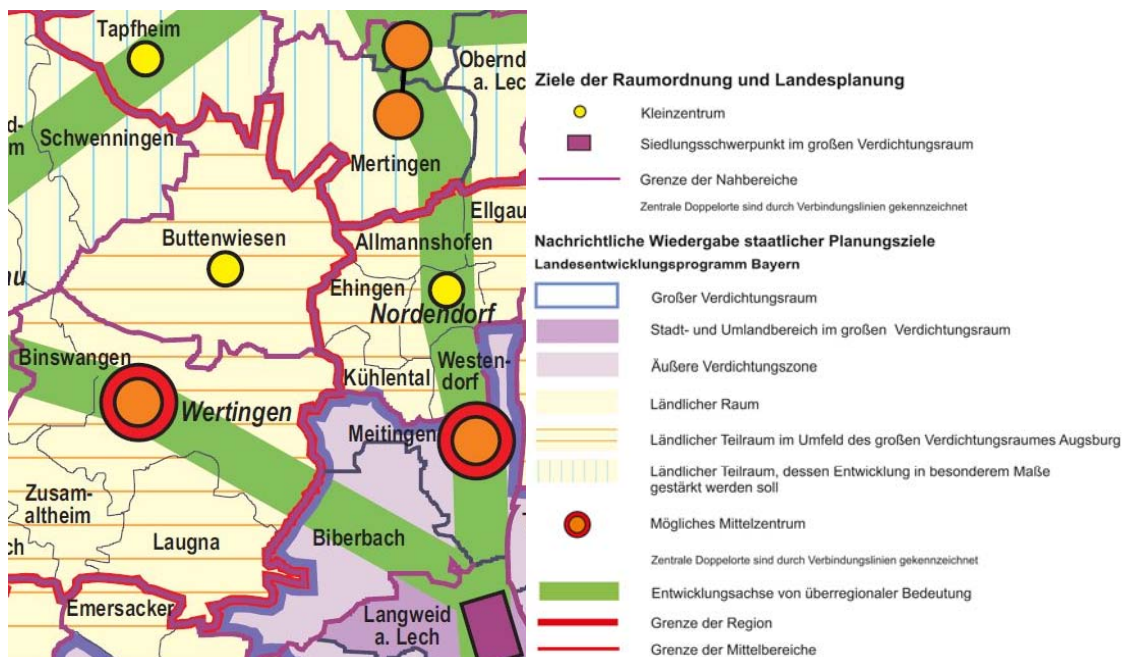 Tapfheim
Obernd
a. Lec
d-
m
Schwenningen
Mertingen
Ellgau
Buttenwiesen
Allmannshofen
au
Ehingen
Nordendorf
Binswangen
Westen-
dorf
Kühlental
Wertingen
Meitingen
Zusam-
altheim
ch
Laugna
Biberbach
Emersacker
Langweid
a. Lech
Ziele der Raumordnung und Landesplanung
Kleinzentrum
Siedlungsschwerpunkt im großen Verdichtungsraum
Grenze der Nahbereiche
Zentrale Doppelorte sind durch Verbindungslinien gekennzeichnet
Nachrichtliche Wiedergabe staatlicher Planungsziele
Landesentwicklungsprogramm Bayern
Großer Verdichtungsraum
Stadt- und Umlandbereich im großen Verdichtungsraum
Äußere Verdichtungszone
Ländlicher Raum
Ländlicher Teilraum im Umfeld des großen Verdichtungsraumes Augsburg
Ländlicher Teilraum, dessen Entwicklung in besonderem Maße
gestärkt werden soll
Mögliches Mittelzentrum
Zentrale Doppelorte sind durch Verbindungslinien gekennzeichnet
Entwicklungsachse von überregionaler Bedeutung
Grenze der Region
Grenze der Mittelbereiche